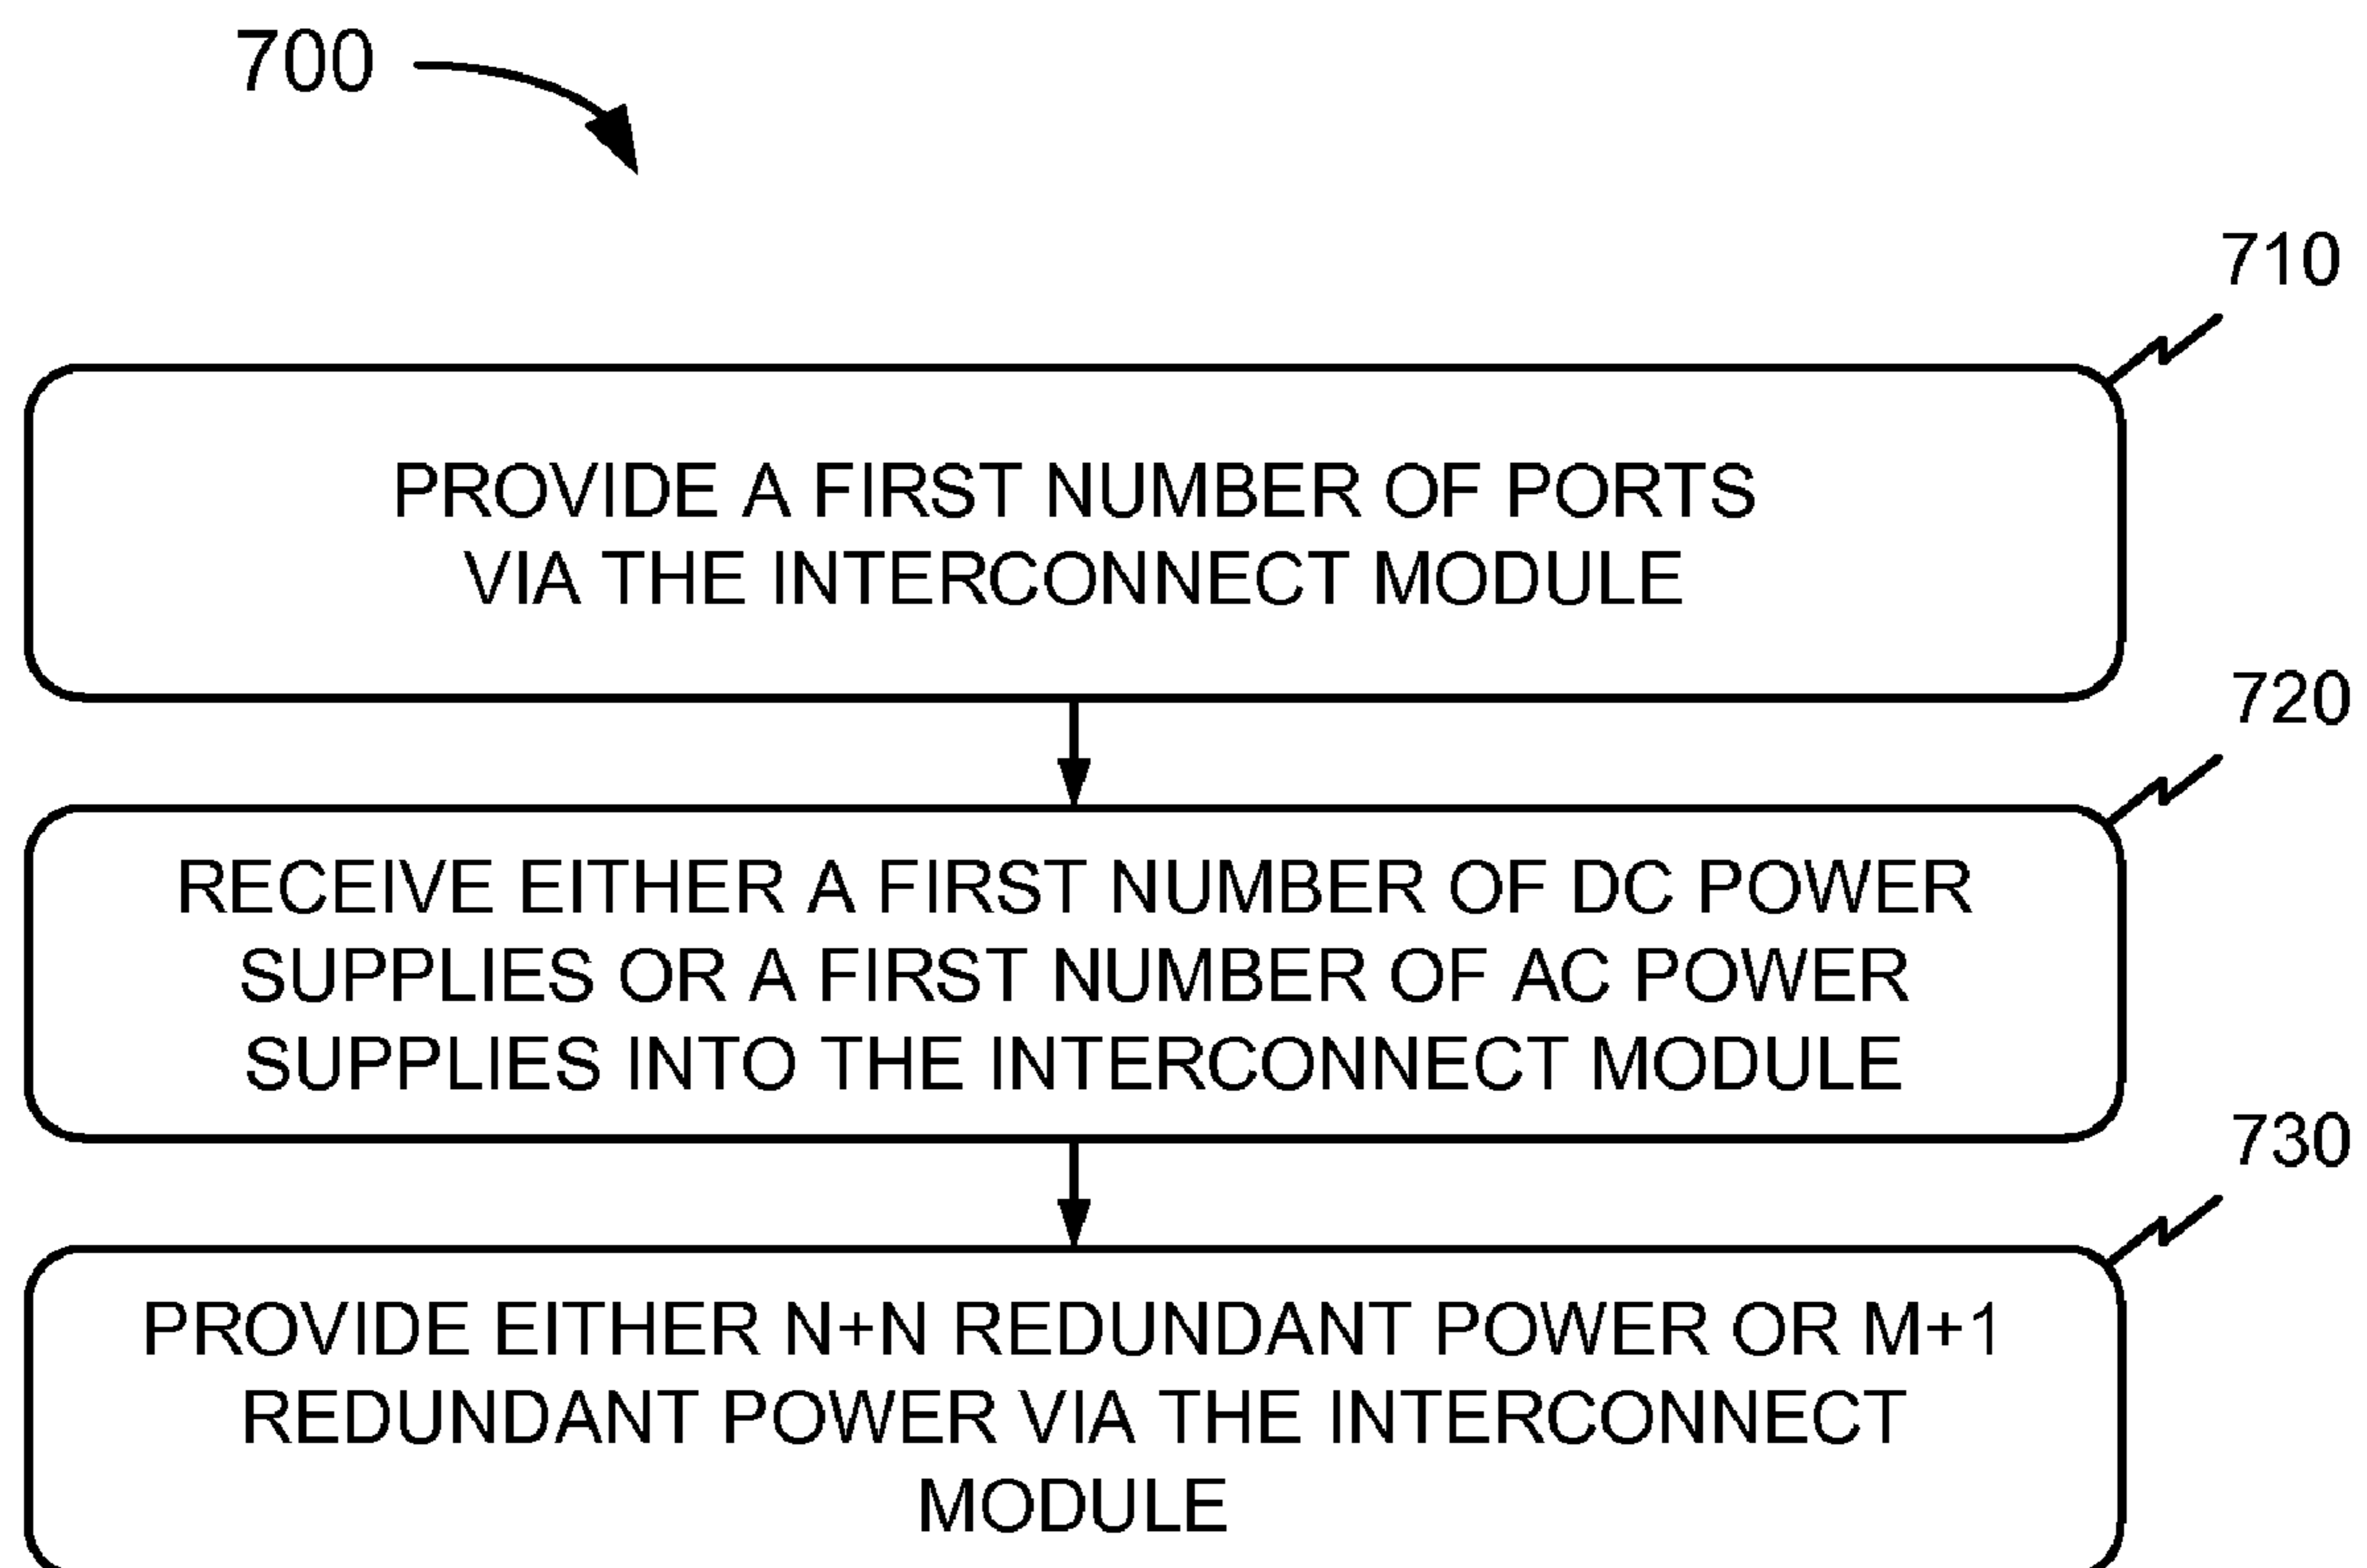 700
710
PROVIDE A FIRST NUMBER OF PORTS
VIA THE INTERCONNECT MODULE
720
RECEIVE EITHER A FIRST NUMBER OF DC POWER
SUPPLIES OR A FIRST NUMBER OF AC POWER
SUPPLIES INTO THE INTERCONNECT MODULE
730
PROVIDE EITHER N+N REDUNDANT POWER OR M+1
REDUNDANT POWER VIA THE INTERCONNECT
MODULE